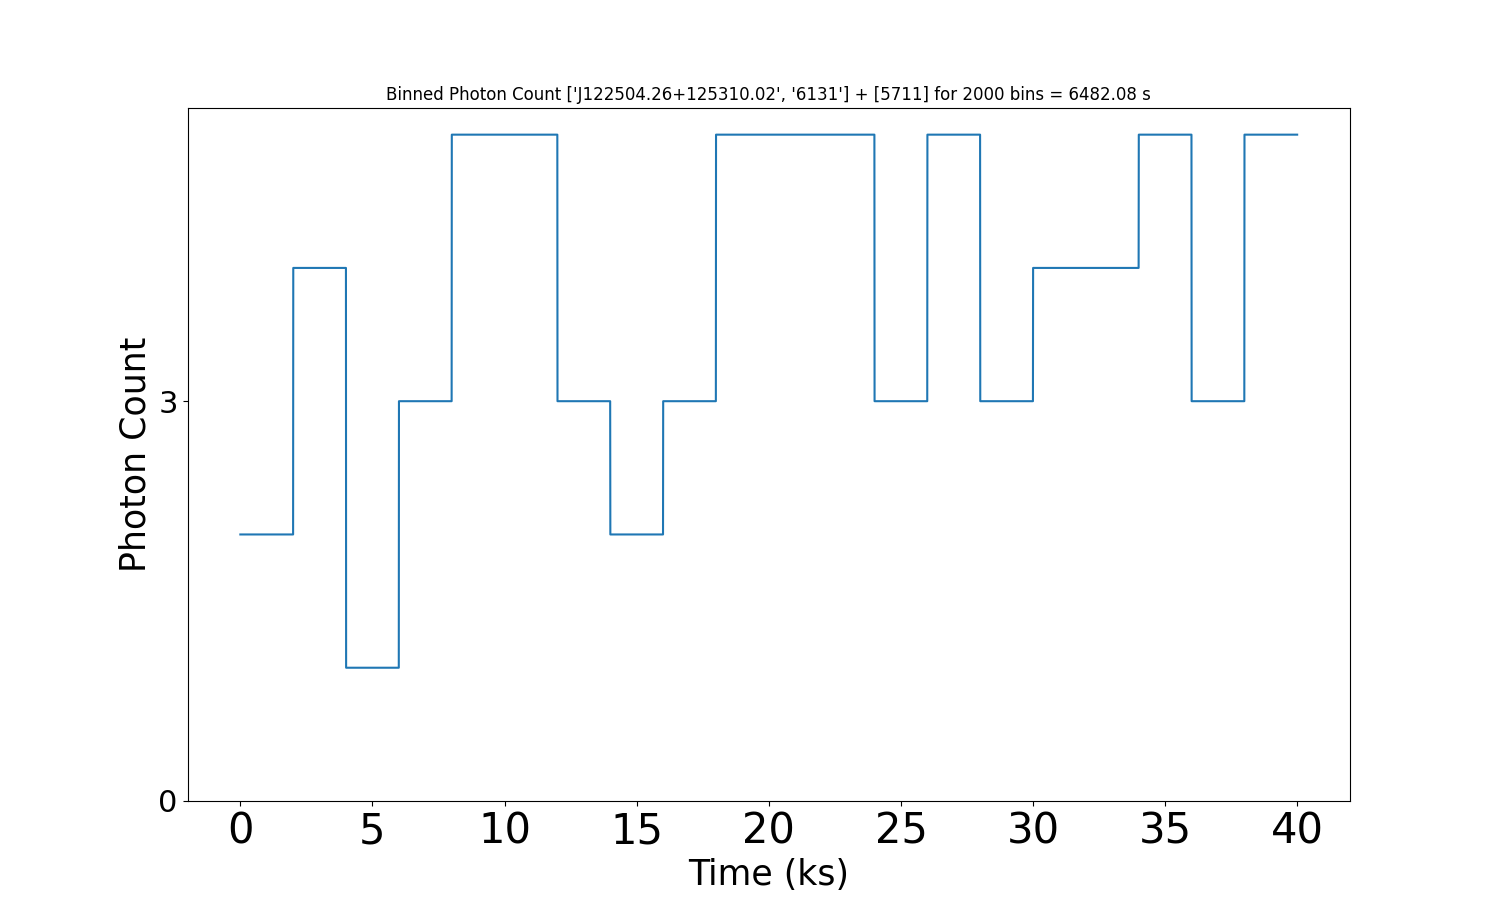 Binned Photon Count ['J122504.26+125310.02', '6131'] + [5711] for 2000 bins = 6482.08 s
Photon Count
3
0
0 5 10 15 20 25 30 35 40
Time (ks)